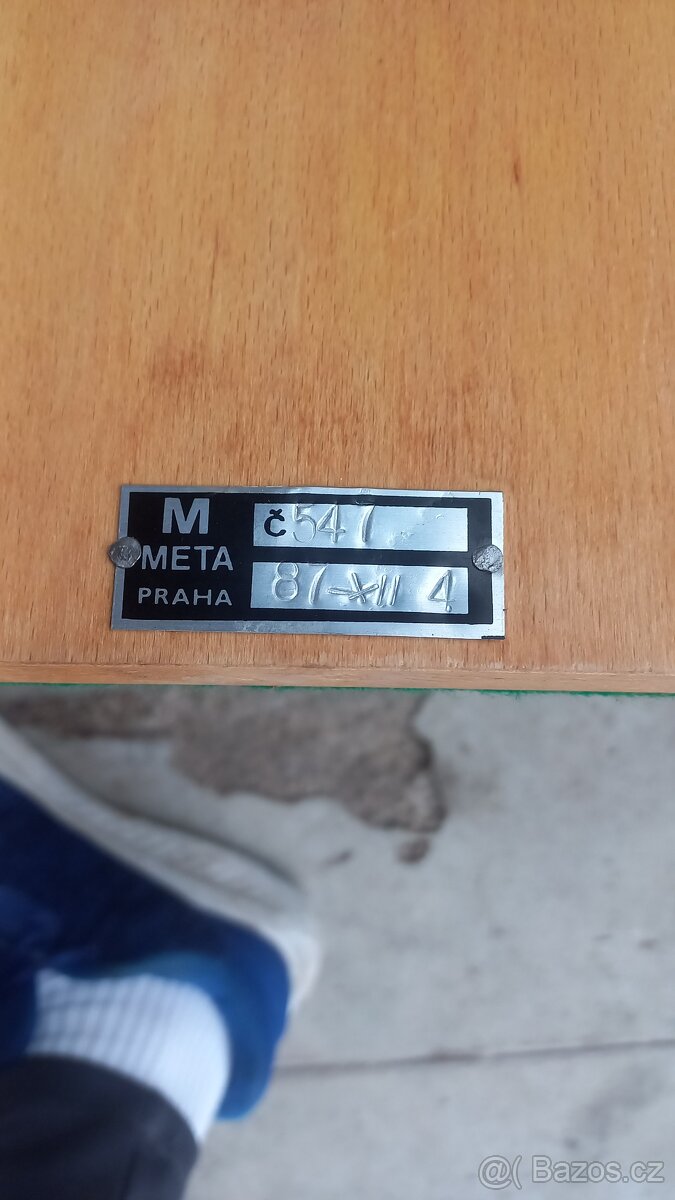 M
META
PRAHA
č 547
87-XII 4
@( Bazos.cz